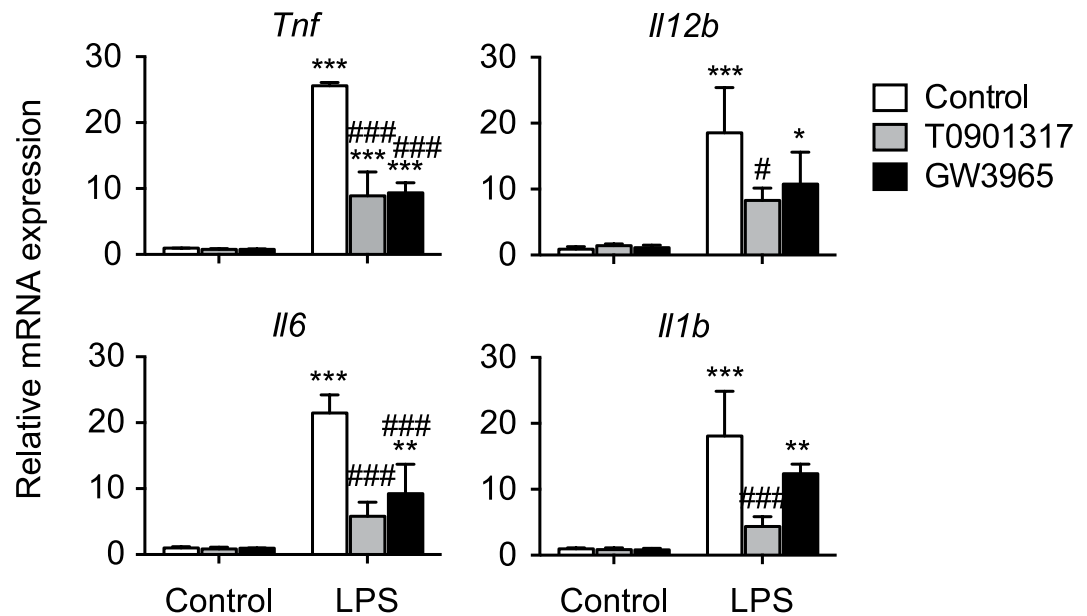 Tnf
Il12b
30
20
10
0
***
###
***
###
***
30
20
10
0
***
#
*
Control
T0901317
GW3965
Relative mRNA expression
Il6
Il1b
30
20
10
0
***
###
###
**
30
20
10
0
***
###
**
Control
LPS
Control
LPS